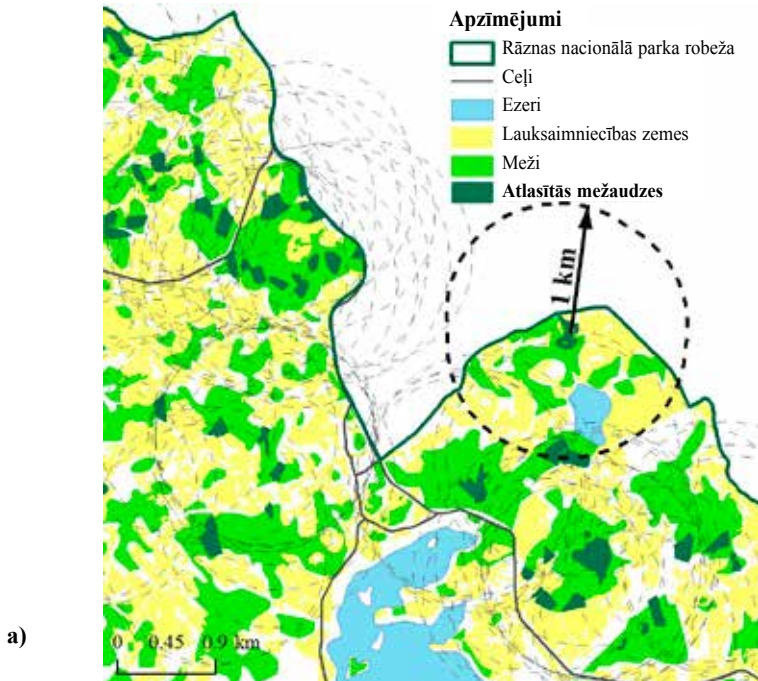 Apzīmējumi
Rāznas nacionālā parka robeža
Ceļi
Ezeri
Lauksaimniecības zemes
Meži
Atlasītās mežaudzes
1 km
a)
0 0.45 0.9 km